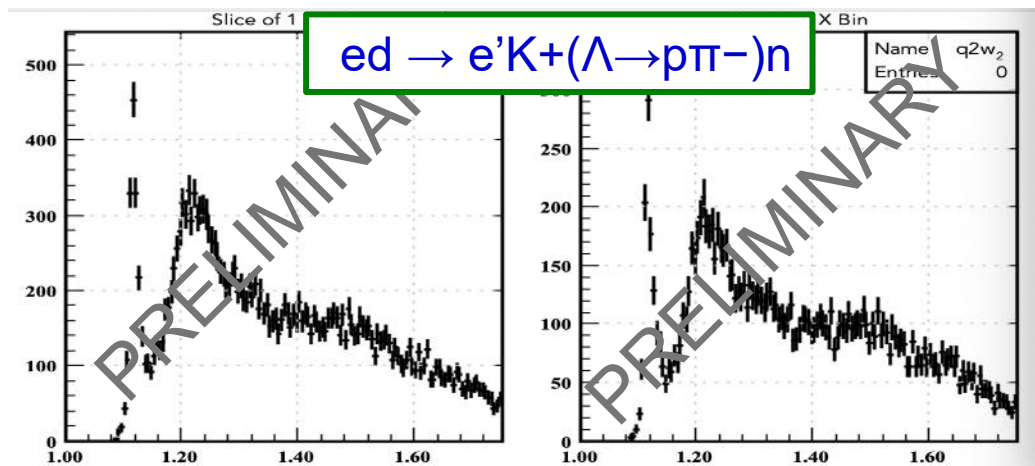 Slice of 1
X Bin
ed → e’K+(Λ→pπ−)n
Name q2w_2
Entries 0
PRELIMINARY
PRELIMINARY
500
400
300
200
100
0
1.00 1.20 1.40 1.60
250
200
150
100
50
0
1.00 1.20 1.40 1.60